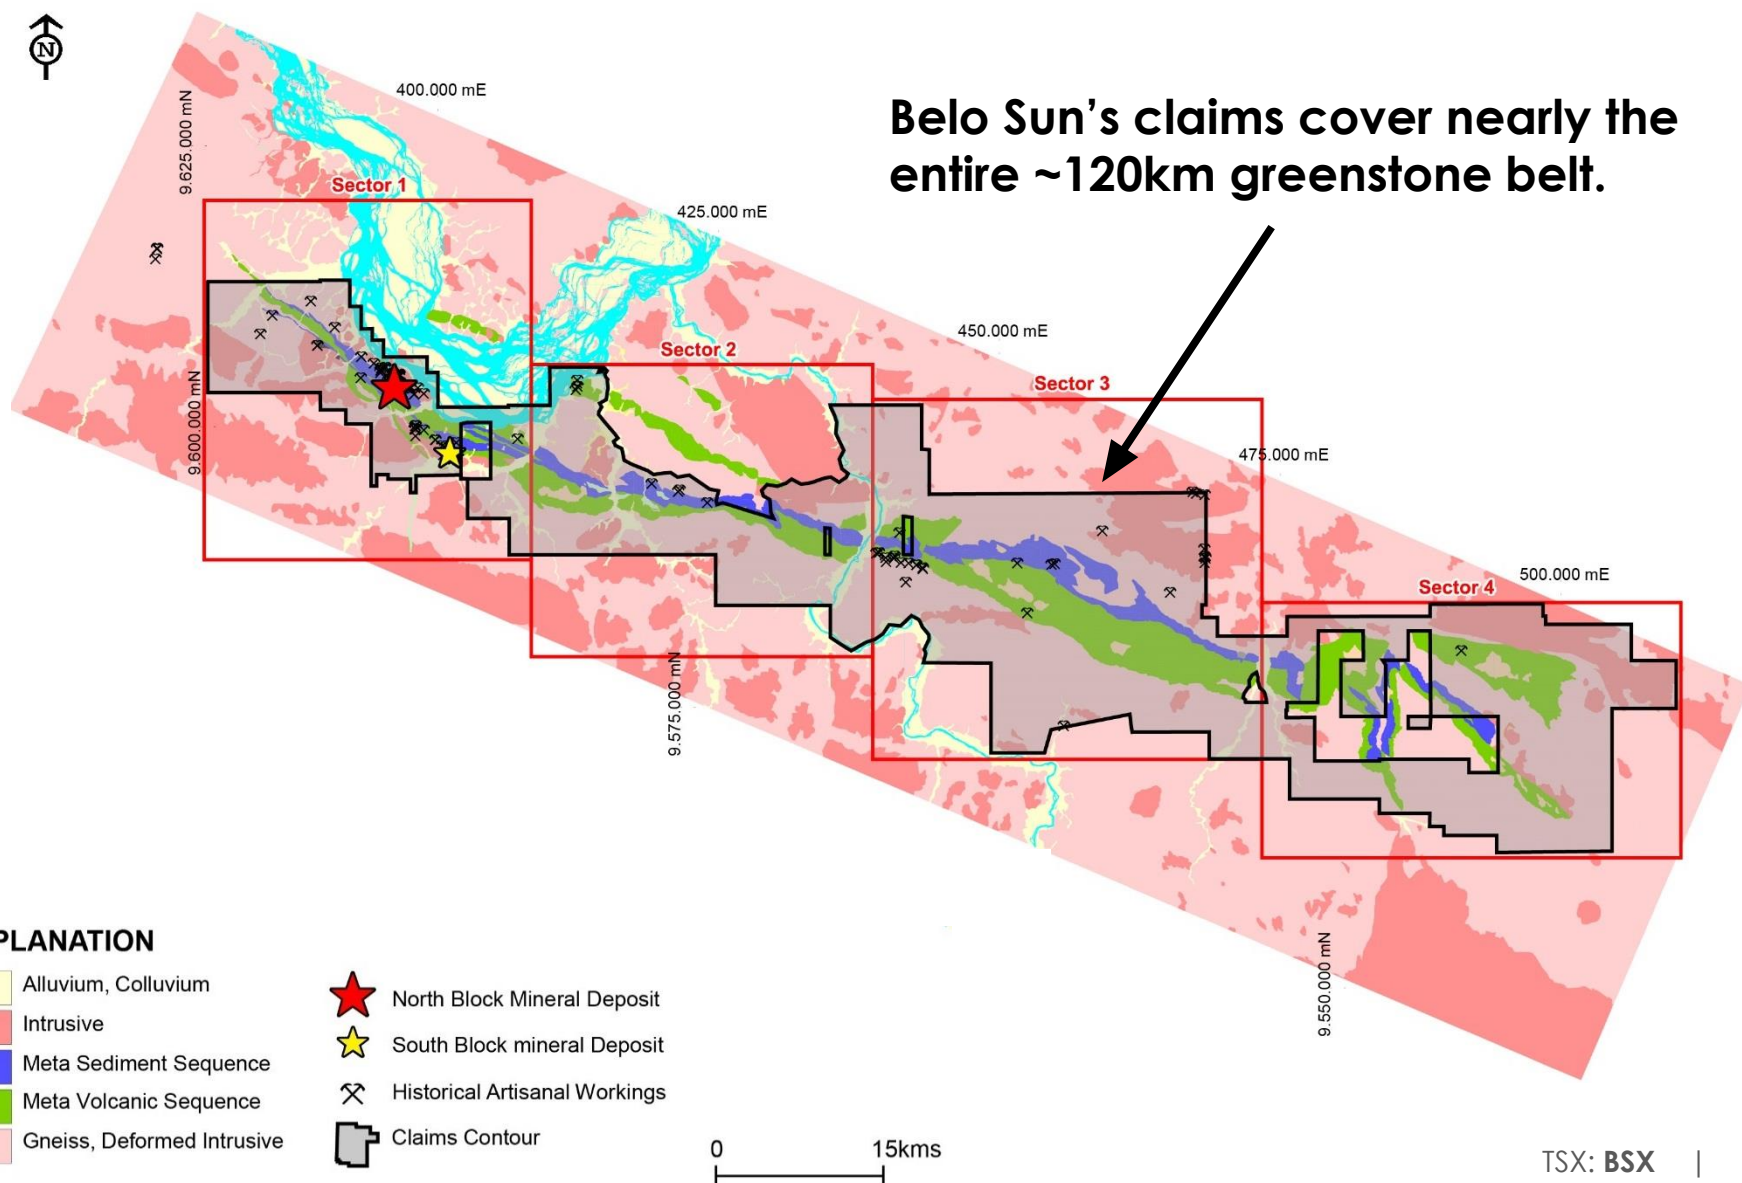 N
400.000 mE
Belo Sun's claims cover nearly the
entire ~120km greenstone belt.
9.625.000 mN
Sector 1
425.000 mE
450.000 mE
Sector 2
Sector 3
9.600.000 mN
475.000 mE
500.000 mE
Sector 4
9.575.000 mN
9.550.000 mN
PLANATION
Alluvium, Colluvium
Intrusive
Meta Sediment Sequence
Meta Volcanic Sequence
Gneiss, Deformed Intrusive
North Block Mineral Deposit
South Block mineral Deposit
Historical Artisanal Workings
Claims Contour
0 15kms
TSX: BSX |